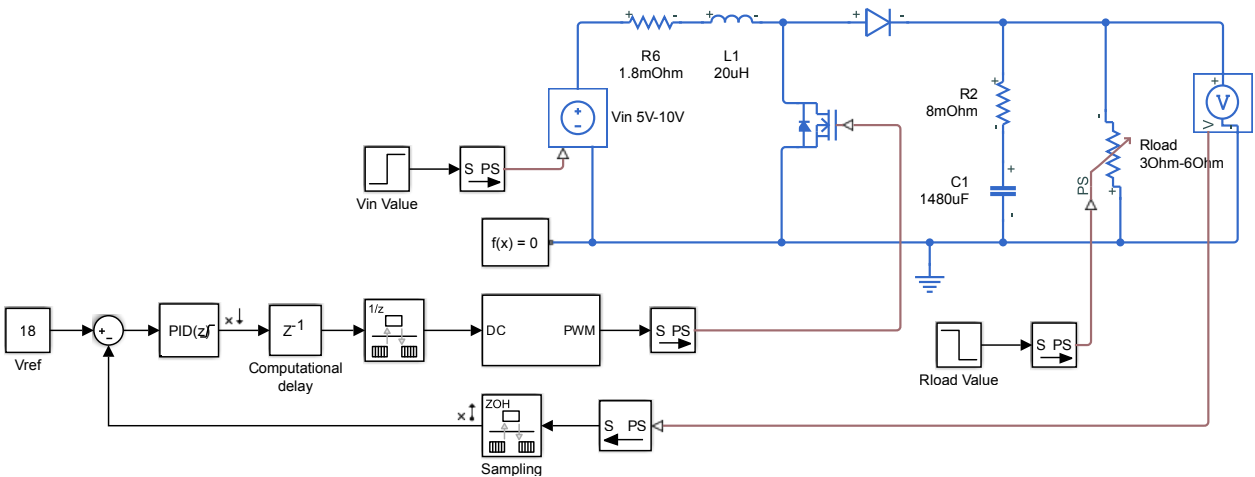 + - + -
+ -
R6
1.8mOhm
L1
20uH
+
-
Vin 5V-10V
+
R2
8mOhm
-
-
+
V
V
-
S PS
Vin Value
Rload
3Ohm-6Ohm
PS
+
C1
1480uF
+
-
f(x) = 0
18
Vref
+
-
PID(z)
Z-1
Computational
delay
1/z
DC
PWM
S PS
Rload Value
S PS
ZOH
Sampling
S PS